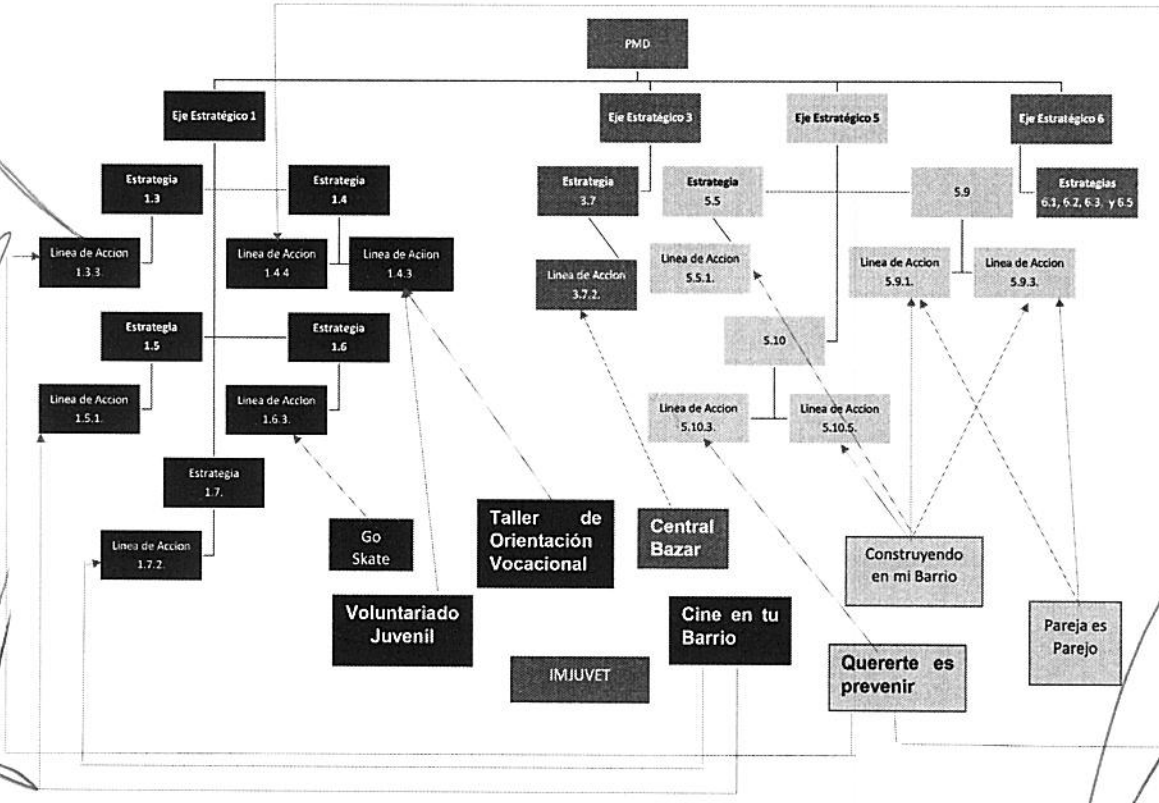 PMD
Eje Estratégico 1
Eje Estratégico 3
Eje Estratégico 5
Eje Estratégico 6
Estrategia
1.3
Estrategia
1.4
Estrategia
3.7
Estrategia
5.5
5.9
Estrategias
6.1, 6.2, 6.3, y 6.5
Linea de Accion
1.3.3.
Linea de Accion
1.4.4
Linea de Aciion
1.4.3
Linea de Accion
3.7.2.
Linea de Accion
5.5.1.
Linea de Accion
5.9.1.
Linea de Accion
5.9.3.
Estrategia
1.5
Estrategia
1.6
5.10
Linea de Accion
1.5.1.
Linea de Accion
1.6.3.
Linea de Accion
5.10.3.
Linea de Accion
5.10.5.
Estrategia
1.7.
Linea de Accion
1.7.2.
Go
Skate
Taller de
Orientación
Vocacional
Central
Bazar
Construyendo
en mi Barrio
Voluntariado
Juvenil
Cine en tu
Barrio
Pareja es
Parejo
IMJUVET
Quererte es
prevenir